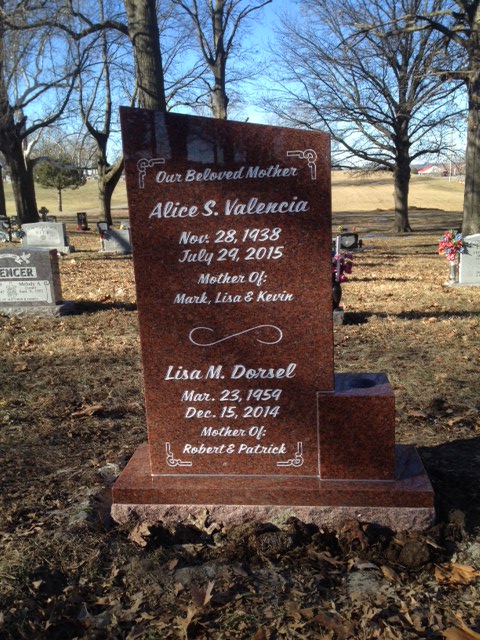 Our Beloved Mother
Alice S. Valencia
Nov. 28, 1938
July 29, 2015
Mother Of:
Mark, Lisa & Kevin
Lisa M. Dorsel
Mar. 23, 1959
Dec. 15, 2014
Mother Of:
Robert & Patrick
ENCER